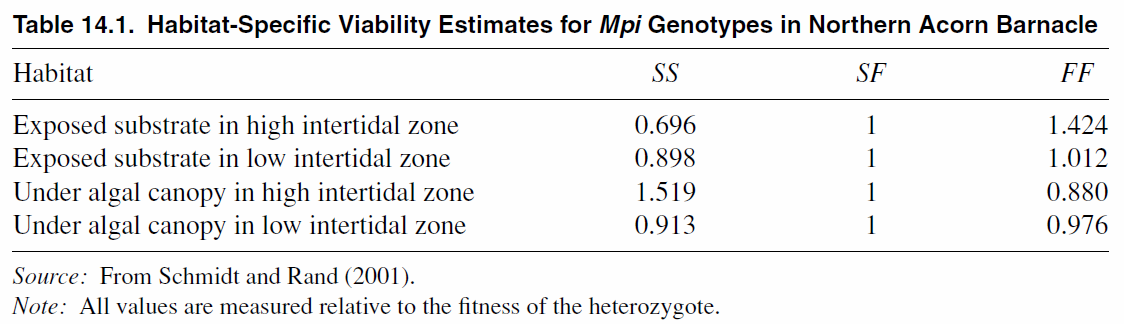 Table 14.1. Habitat-Specific Viability Estimates for Mpi Genotypes in Northern Acorn Barnacle
Habitat SS SF FF
Exposed substrate in high intertidal zone 0.696 1 1.424
Exposed substrate in low intertidal zone 0.898 1 1.012
Under algal canopy in high intertidal zone 1.519 1 0.880
Under algal canopy in low intertidal zone 0.913 1 0.976
Source: From Schmidt and Rand (2001).
Note: All values are measured relative to the fitness of the heterozygote.